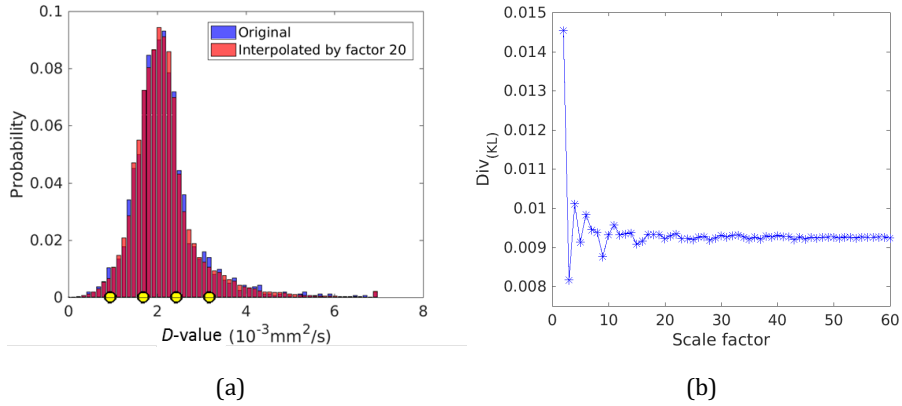 0.1
0.08
0.06
0.04
0.02
0
Probability
Original
Interpolated by factor 20
0 2 4 6 8
D-value (10⁻³mm²/s)
(a)
0.015
0.014
0.013
0.012
0.011
0.01
0.009
0.008
Div(KL)
0 10 20 30 40 50 60
Scale factor
(b)